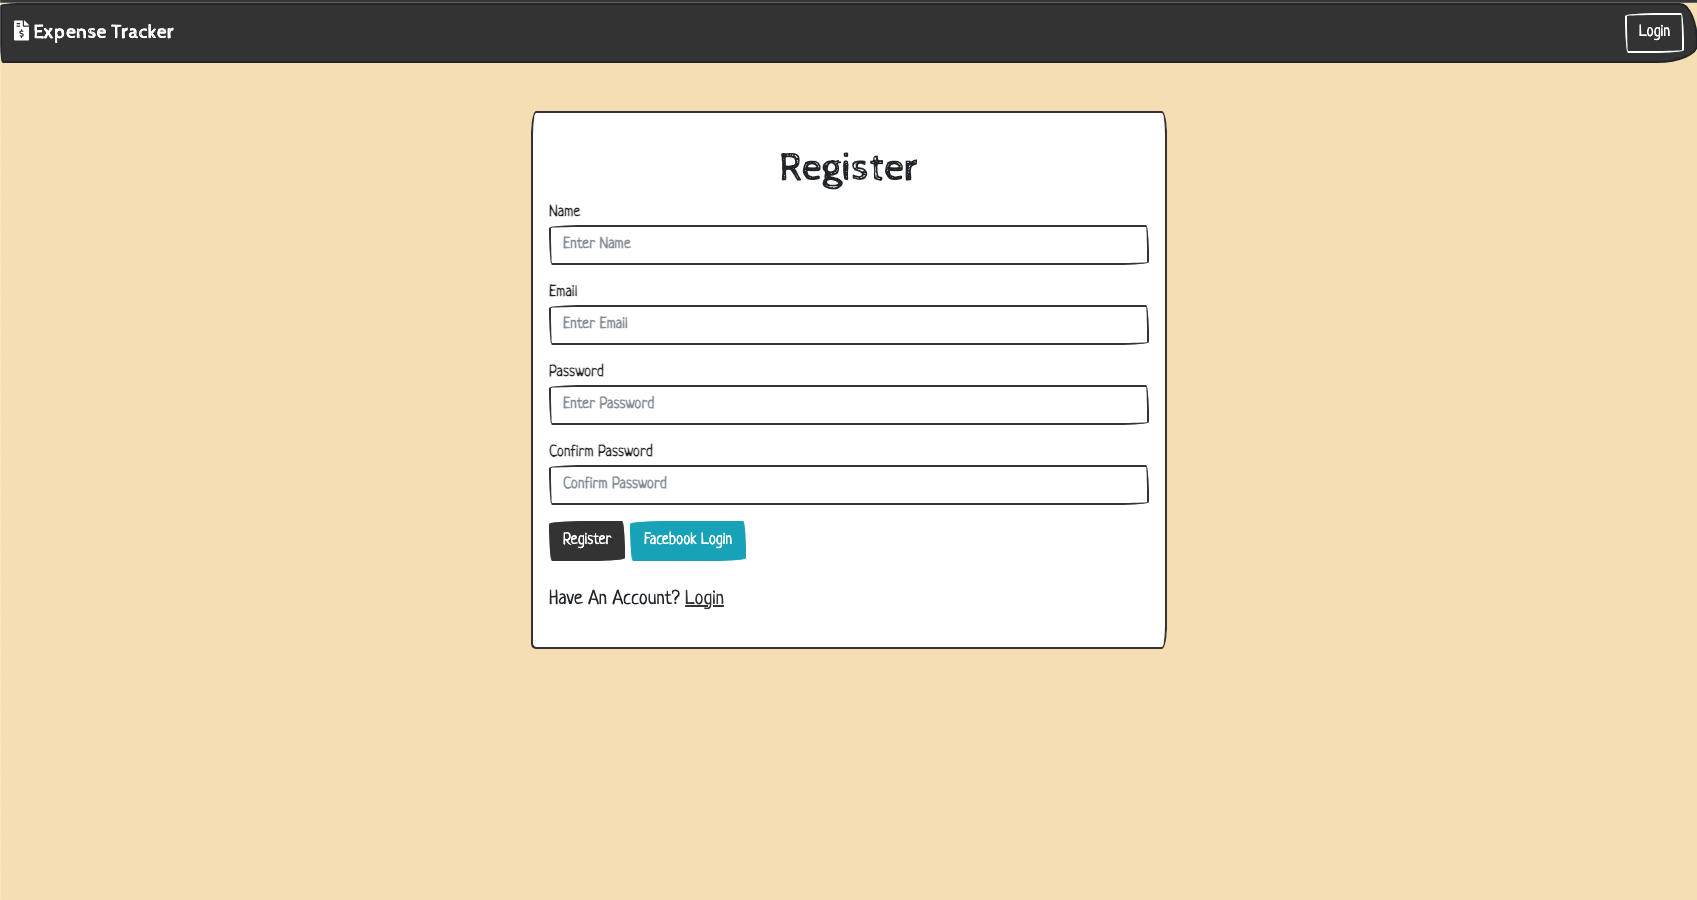 Expense Tracker
Login
Register
Name
Enter Name
Email
Enter Email
Password
Enter Password
Confirm Password
Confirm Password
Register Facebook Login
Have An Account? Login